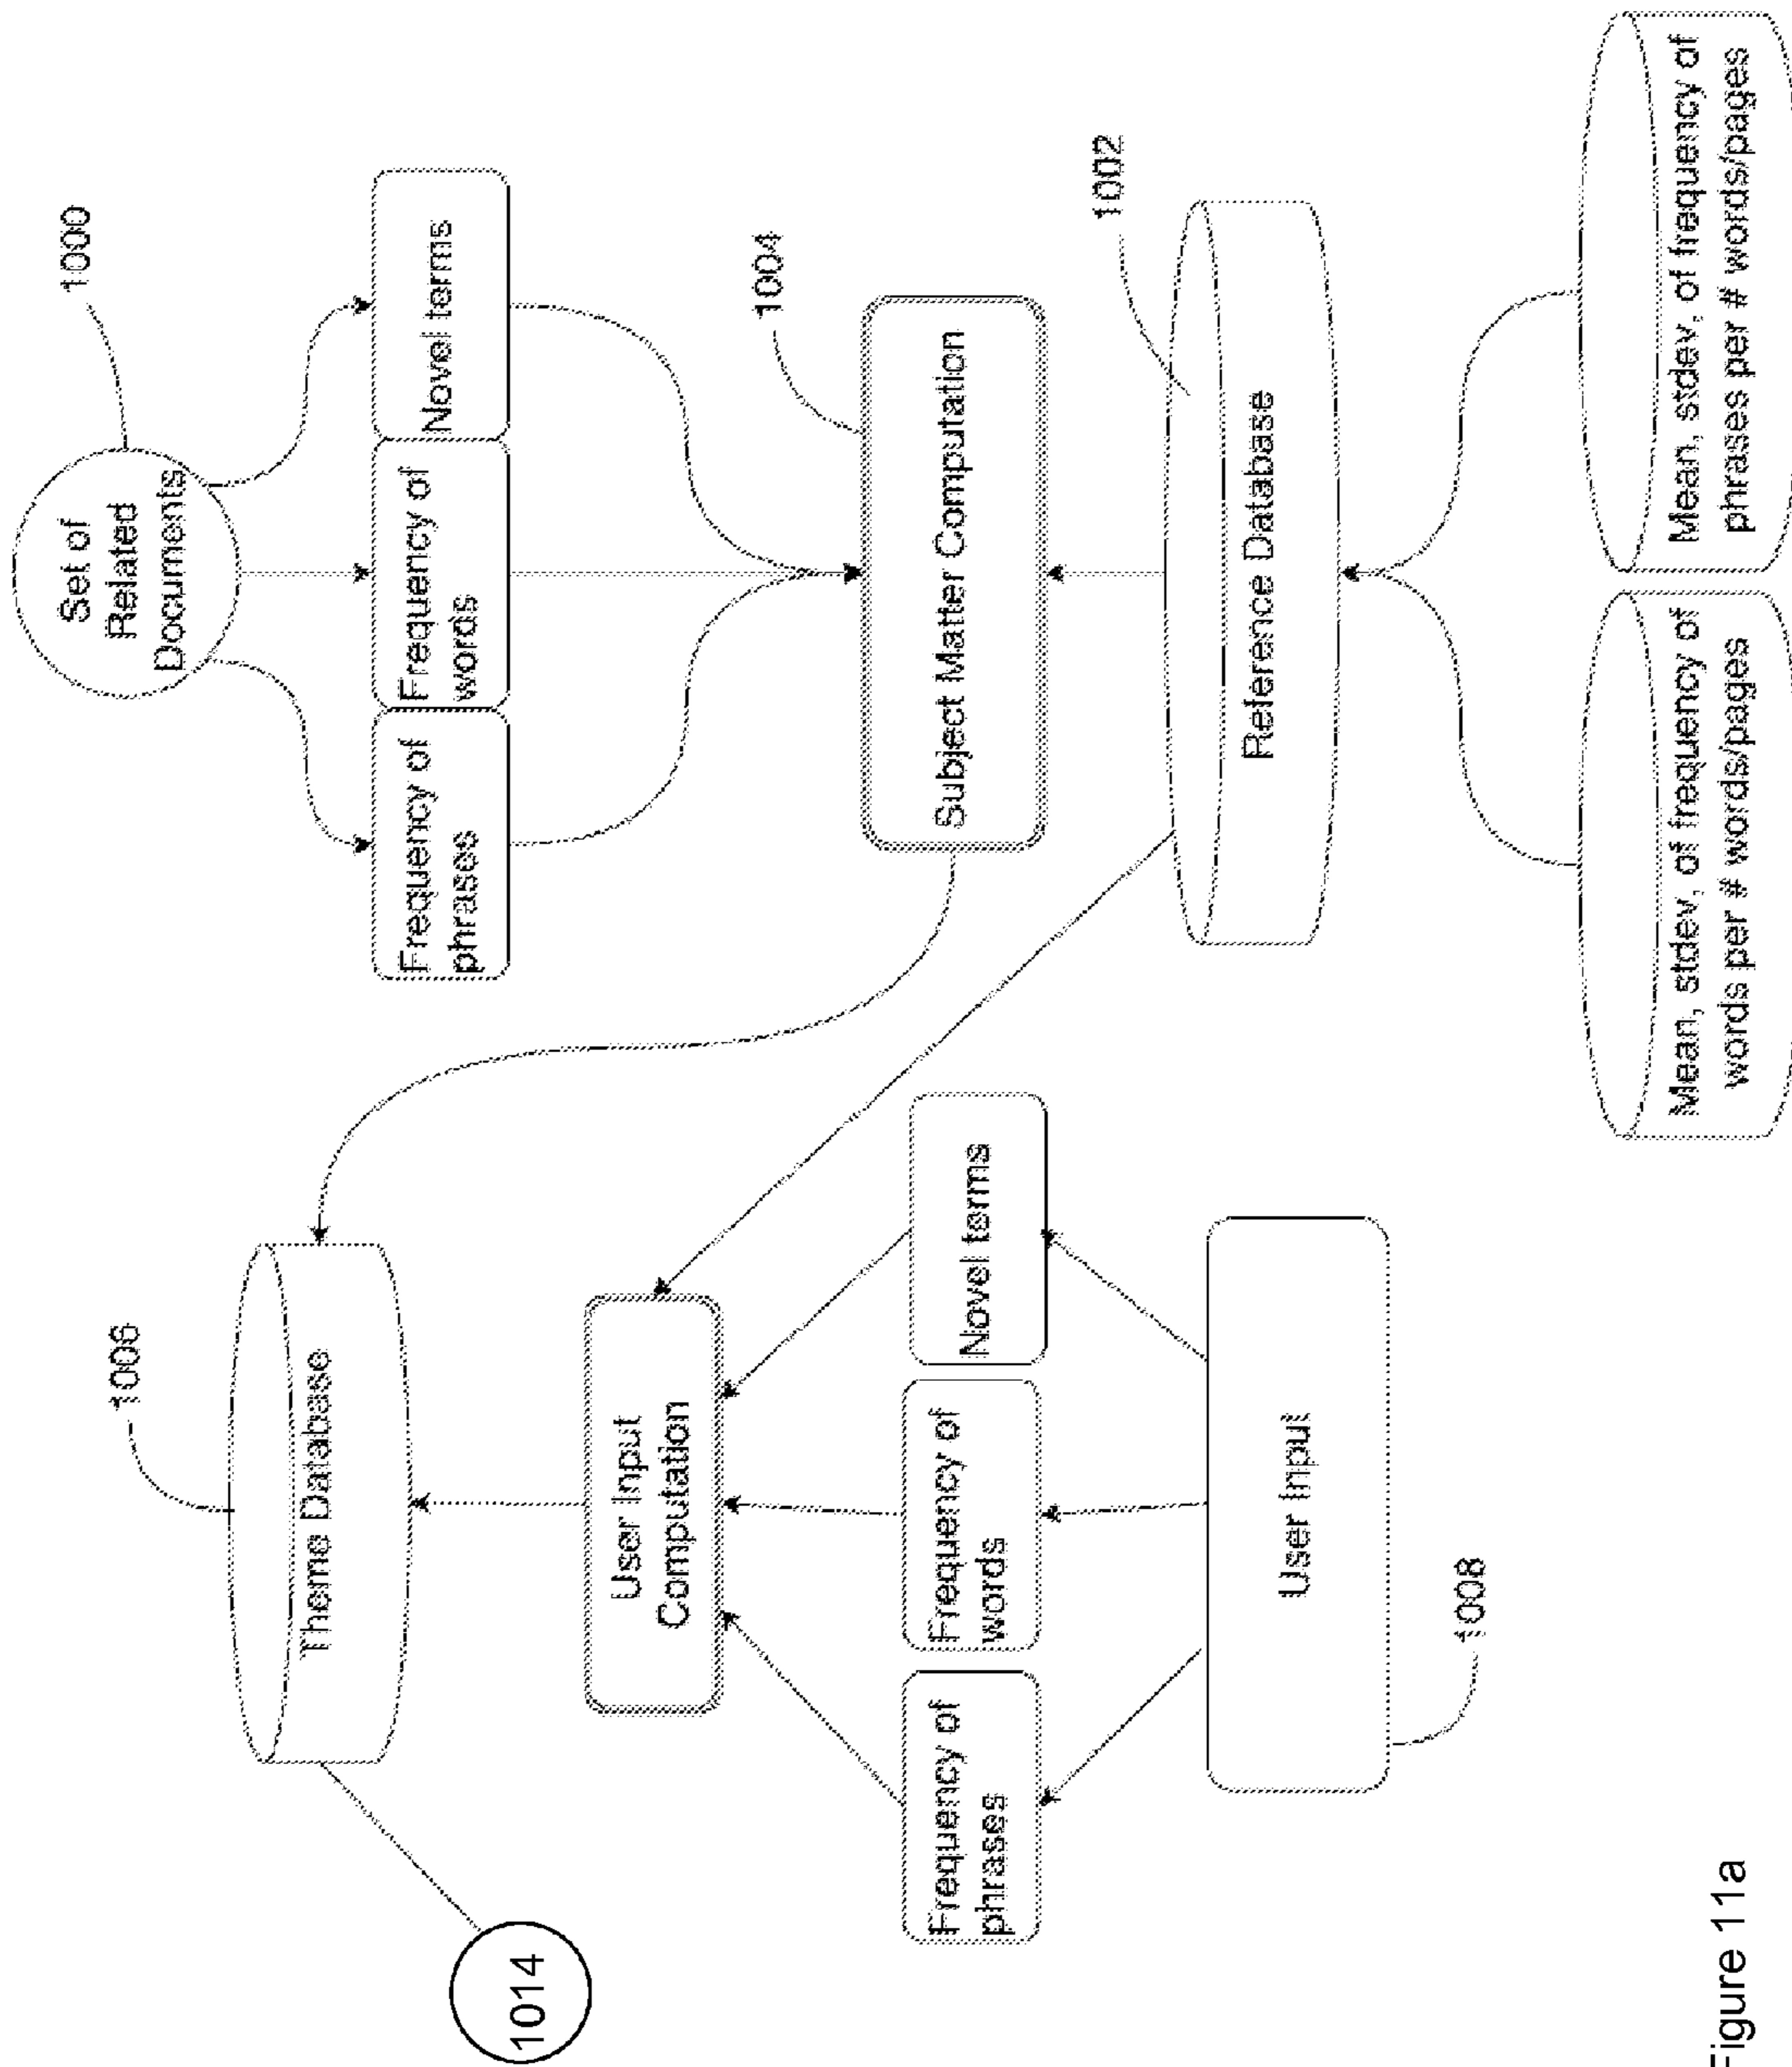 1000
Set of
Related
Documents
Frequency of
phrases
Frequency of
words
Novel terms
1004
Subject Matter Computation
1002
Reference Database
Mean, stdev, of frequency of
words per # words/pages
Mean, stdev, of frequency of
phrases per # words/pages
1006
Theme Database
1014
User Input
Computation
Frequency of
phrases
Frequency of
words
Novel terms
User Input
1008
Figure 11a